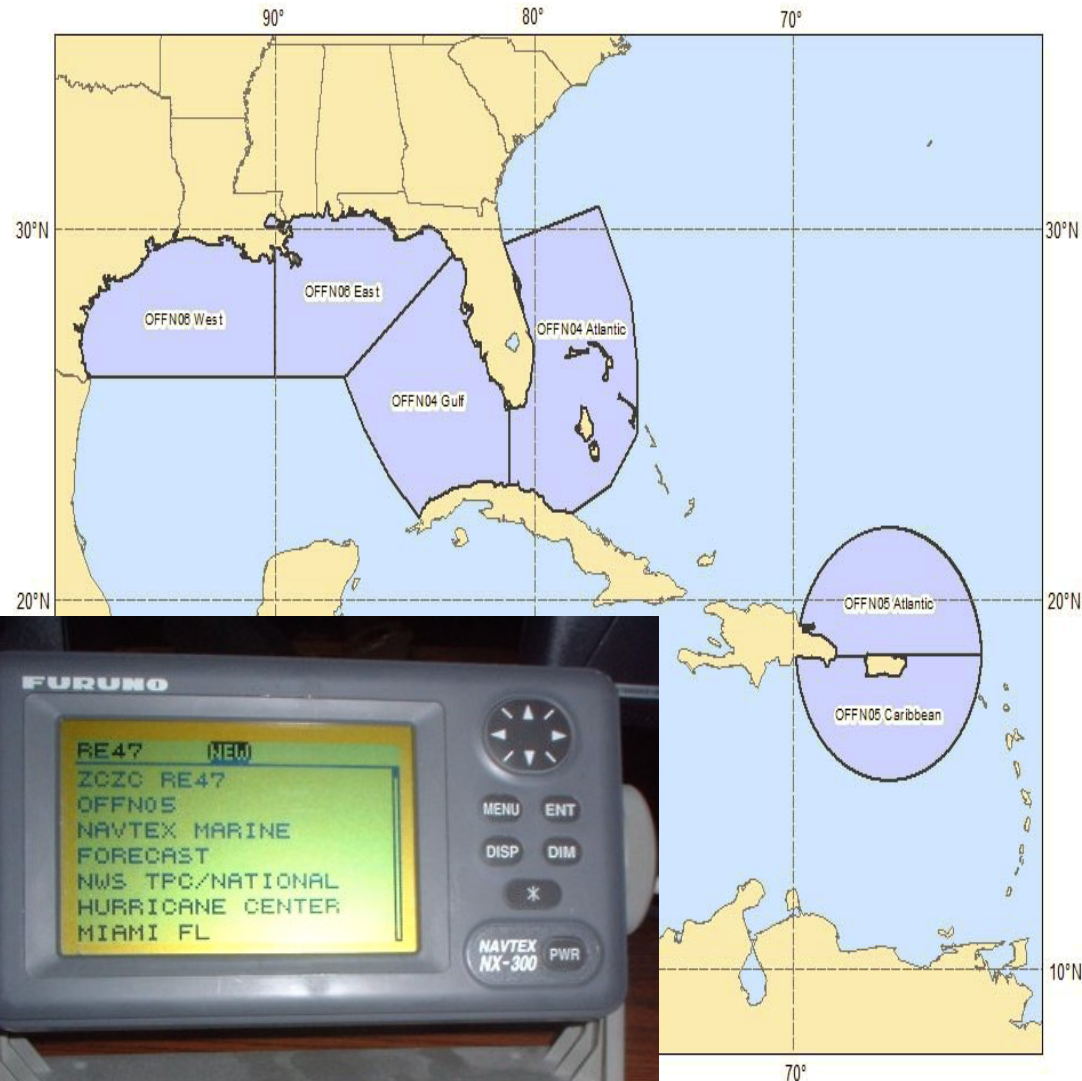 90°
80°
70°
30°N
30°N
OFFN06 West
OFFN06 East
OFFN04 Atlantic
OFFN04 Gulf
20°N
20°N
OFFN05 Atlantic
OFFN05 Caribbean
10°N
70°
FURUNO
RE47 NEW
ZCZC RE47
OFFN05
NAVTEX MARINE
FORECAST
NWS TPC/NATIONAL
HURRICANE CENTER
MIAMI FL
MENU ENT
DISP DIM
NAVTEX
NX-300 PWR